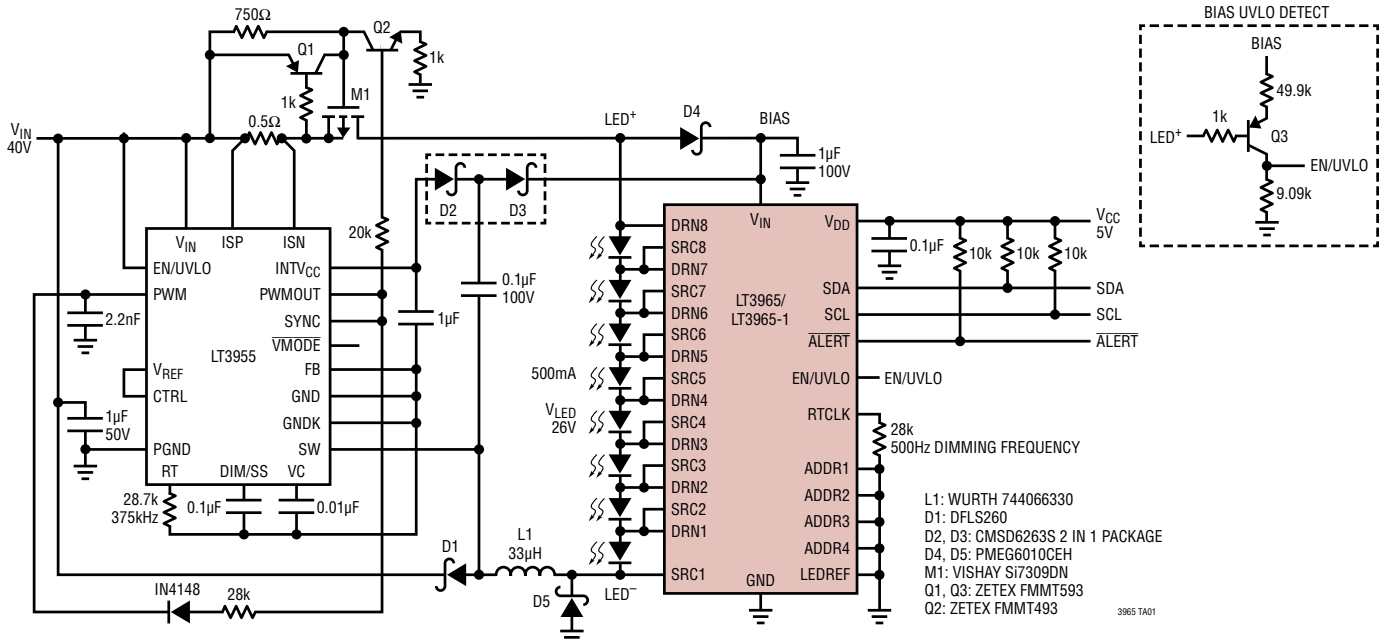 750Ω
Q2
Q1
1k
1k
M1
0.5Ω
V_IN
40V
LED+
D4
BIAS
1µF
100V
D2
D3
BIAS UVLO DETECT
BIAS
49.9k
1k
LED+
Q3
EN/UVLO
9.09k
V_IN
ISP
ISN
20k
EN/UVLO
INTV_CC
PWM
PWMOUT
2.2nF
SYNC
1µF
VMODE
LT3955
V_REF
FB
CTRL
GND
1µF
50V
GNDK
PGND
SW
RT
DIM/SS
VC
28.7k
375kHz
0.1µF
0.01µF
0.1µF
100V
D1
L1
33µH
D5
LED–
IN4148
28k
500mA
V_LED
26V
V_IN
V_DD
DRN8
SRC8
DRN7
SRC7
DRN6
SRC6
DRN5
SRC5
DRN4
SRC4
DRN3
SRC3
DRN2
SRC2
DRN1
SRC1
LT3965/
LT3965-1
SDA
SCL
ALERT
EN/UVLO
RTCLK
ADDR1
ADDR2
ADDR3
ADDR4
LEDREF
GND
0.1µF
10k
10k
10k
V_CC
5V
SDA
SCL
ALERT
EN/UVLO
28k
500Hz DIMMING FREQUENCY
L1: WURTH 744066330
D1: DFLS260
D2, D3: CMSD6263S 2 IN 1 PACKAGE
D4, D5: PMEG6010CEH
M1: VISHAY Si7309DN
Q1, Q3: ZETEX FMMT593
Q2: ZETEX FMMT493
3965 TA01